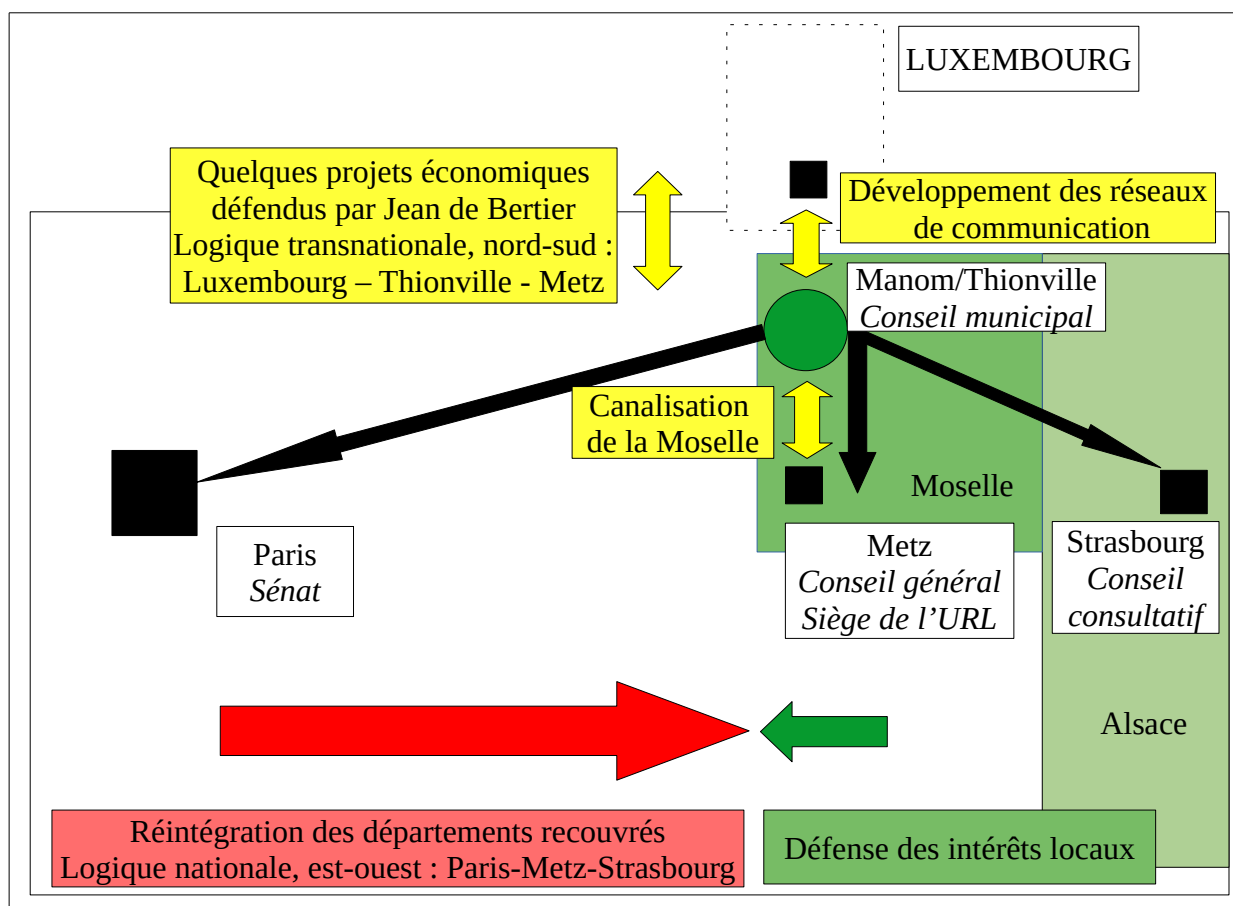 LUXEMBOURG
Quelques projets économiques
défendus par Jean de Bertier
Logique transnationale, nord-sud :
Luxembourg – Thionville - Metz
Développement des réseaux
de communication
Manom/Thionville
Conseil municipal
Canalisation
de la Moselle
Moselle
Paris
Sénat
Metz
Conseil général
Siège de l’URL
Strasbourg
Conseil
consultatif
Alsace
Réintégration des départements recouvrés
Logique nationale, est-ouest : Paris-Metz-Strasbourg
Défense des intérêts locaux